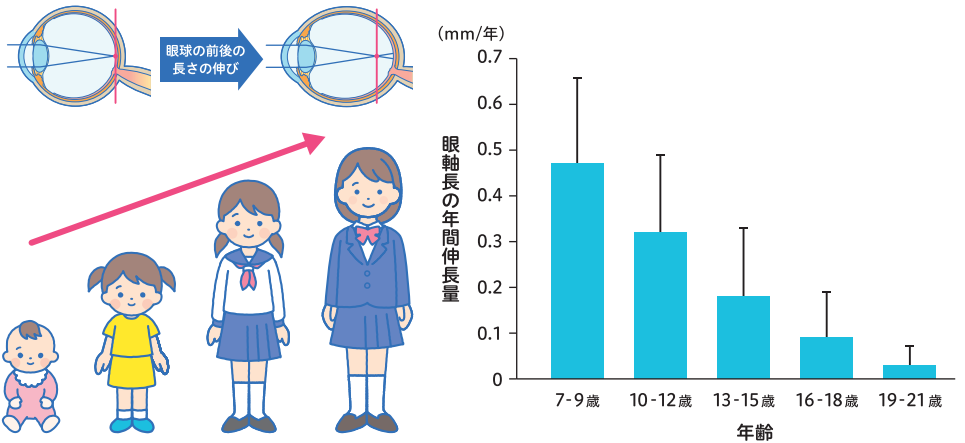 眼球の前後の
長さの伸び
（mm/年）
0.7
0.6
0.5
0.4
0.3
0.2
0.1
0
眼軸長の年間伸長量
7-9歳
10-12歳
13-15歳
16-18歳
19-21歳
年齢